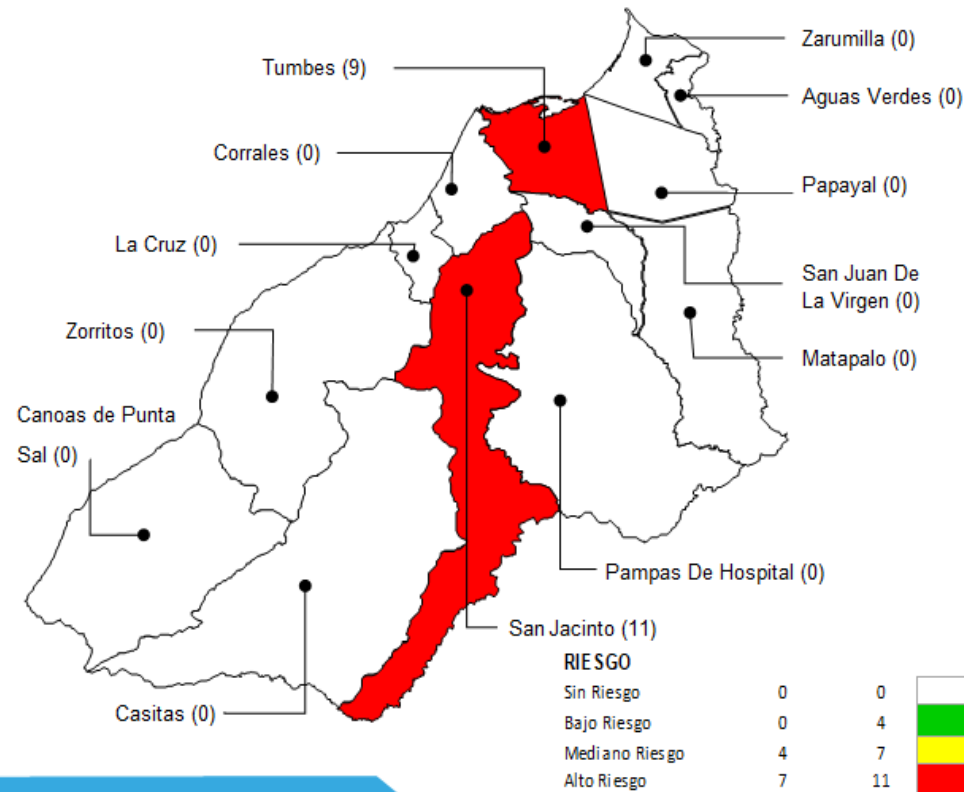 Zarumilla (0)
Tumbes (9)
Aguas Verdes (0)
Corrales (0)
Papayal (0)
La Cruz (0)
San Juan De
La Virgen (0)
Zorritos (0)
Matapalo (0)
Canoas de Punta
Sal (0)
Pampas De Hospital (0)
San Jacinto (11)
Casitas (0)
RIESGO
Sin Riesgo 0 0
Bajo Riesgo 0 4
Mediano Riesgo 4 7
Alto Riesgo 7 11